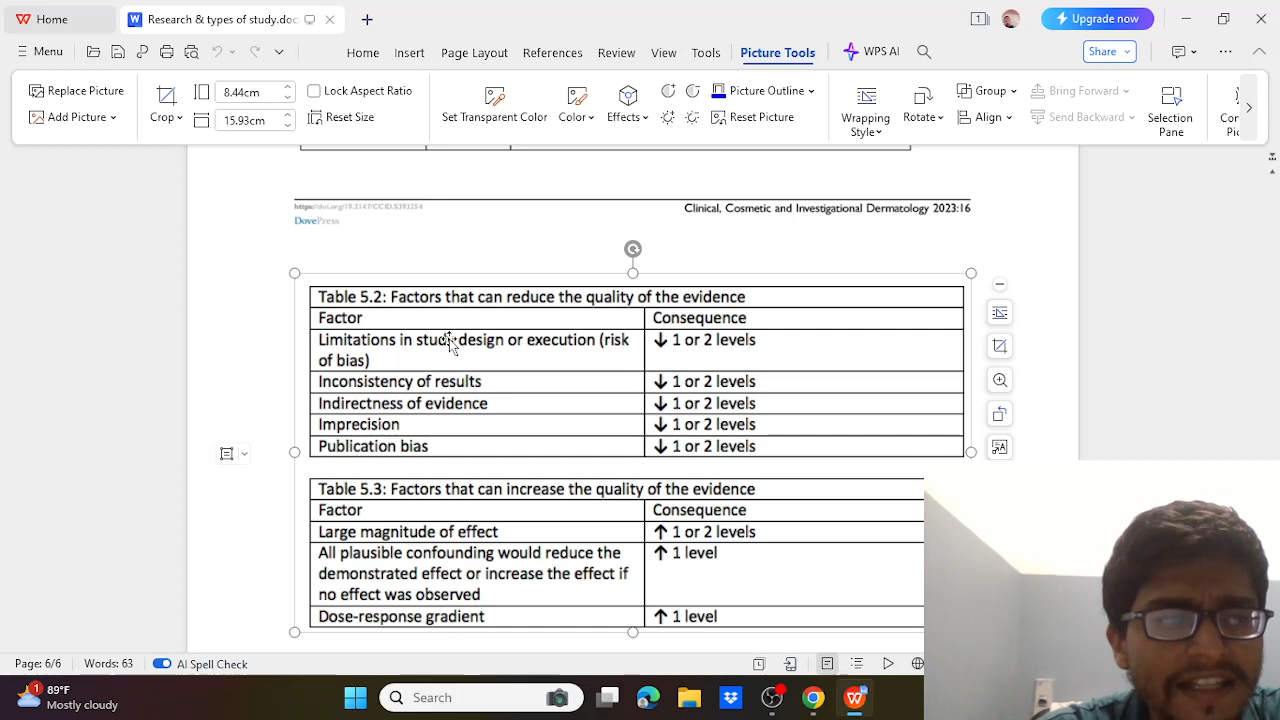 Home
Research & types of study.doc
1
Upgrade now
Menu
Home Insert Page Layout References Review View Tools Picture Tools WPS AI
Share
Replace Picture
Add Picture
Crop
8.44cm
15.93cm
Lock Aspect Ratio
Reset Size
Set Transparent Color
Color
Effects
Picture Outline
Reset Picture
Wrapping Style
Rotate
Group
Align
Bring Forward
Send Backward
Selection Pane
https://doi.org/10.2147/CCID.S393254
DovePress
Clinical, Cosmetic and Investigational Dermatology 2023:16
Table 5.2: Factors that can reduce the quality of the evidence
Factor Consequence
Limitations in study design or execution (risk of bias) ↓ 1 or 2 levels
Inconsistency of results ↓ 1 or 2 levels
Indirectness of evidence ↓ 1 or 2 levels
Imprecision ↓ 1 or 2 levels
Publication bias ↓ 1 or 2 levels
Table 5.3: Factors that can increase the quality of the evidence
Factor Consequence
Large magnitude of effect ↑ 1 or 2 levels
All plausible confounding would reduce the ↑ 1 level
demonstrated effect or increase the effect if
no effect was observed
Dose-response gradient ↑ 1 level
Page: 6/6 Words: 63 AI Spell Check
1
89°F
Mostly cloudy
Search